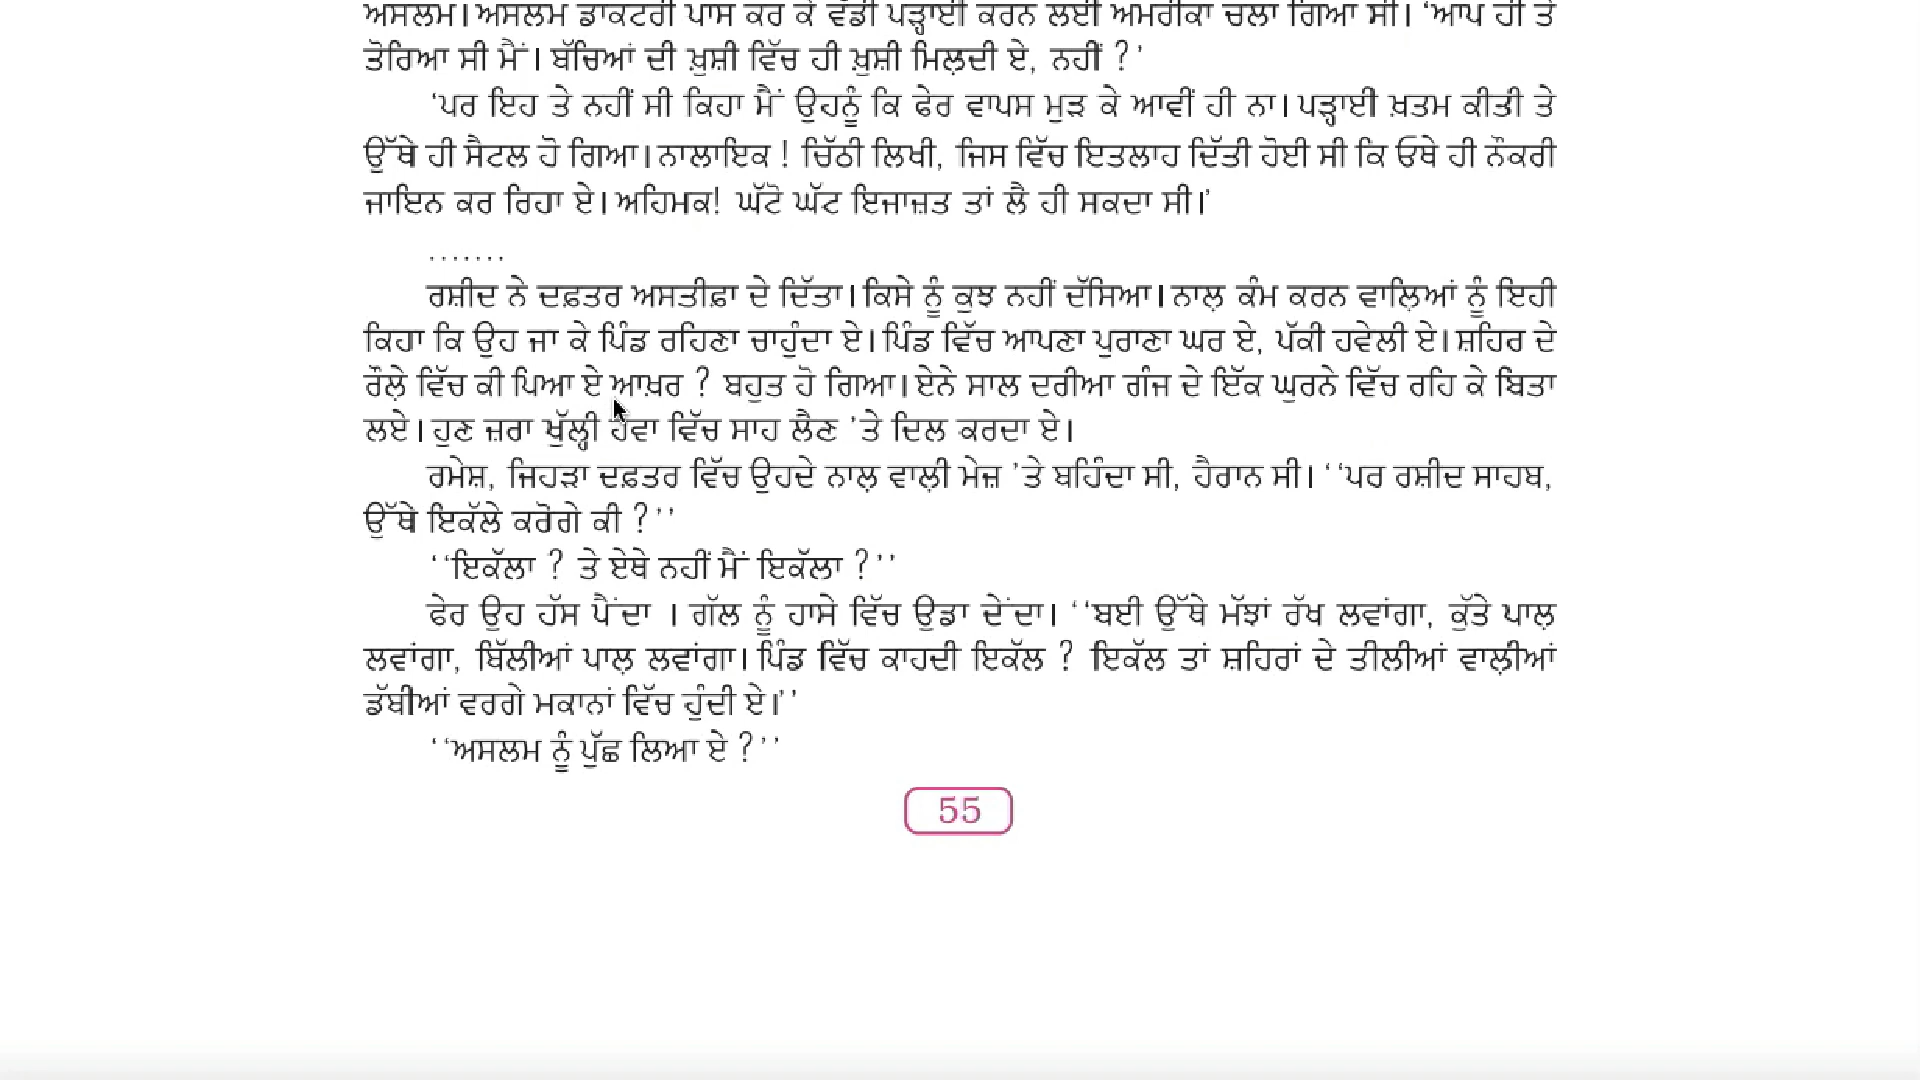 ਅਸਲਮ। ਅਸਲਮ ਡਾਕਟਰੀ ਪਾਸ ਕਰ ਕੇ ਵੱਡੀ ਪੜ੍ਹਾਈ ਕਰਨ ਲਈ ਅਮਰੀਕਾ ਚਲਾ ਗਿਆ ਸੀ। ‘ਆਪ ਹੀ ਤੇ
ਤੋਰਿਆ ਸੀ ਮੈਂ। ਬੱਚਿਆਂ ਦੀ ਖ਼ੁਸ਼ੀ ਵਿੱਚ ਹੀ ਖ਼ੁਸ਼ੀ ਮਿਲ਼ਦੀ ਏ, ਨਹੀਂ ?’
‘ਪਰ ਇਹ ਤੇ ਨਹੀਂ ਸੀ ਕਿਹਾ ਮੈਂ ਉਹਨੂੰ ਕਿ ਫੇਰ ਵਾਪਸ ਮੁੜ ਕੇ ਆਵੀਂ ਹੀ ਨਾ। ਪੜ੍ਹਾਈ ਖ਼ਤਮ ਕੀਤੀ ਤੇ
ਉੱਥੇ ਹੀ ਸੈਟਲ ਹੋ ਗਿਆ। ਨਾਲਾਇਕ ! ਚਿੱਠੀ ਲਿਖੀ, ਜਿਸ ਵਿੱਚ ਇਤਲਾਹ ਦਿੱਤੀ ਹੋਈ ਸੀ ਕਿ ਓਥੇ ਹੀ ਨੌਕਰੀ
ਜਾਇਨ ਕਰ ਰਿਹਾ ਏ। ਅਹਿਮਕ! ਘੱਟੋ ਘੱਟ ਇਜਾਜ਼ਤ ਤਾਂ ਲੈ ਹੀ ਸਕਦਾ ਸੀ।’
.......
ਰਸ਼ੀਦ ਨੇ ਦਫ਼ਤਰ ਅਸਤੀਫ਼ਾ ਦੇ ਦਿੱਤਾ। ਕਿਸੇ ਨੂੰ ਕੁਝ ਨਹੀਂ ਦੱਸਿਆ। ਨਾਲ਼ ਕੰਮ ਕਰਨ ਵਾਲ਼ਿਆਂ ਨੂੰ ਇਹੀ
ਕਿਹਾ ਕਿ ਉਹ ਜਾ ਕੇ ਪਿੰਡ ਰਹਿਣਾ ਚਾਹੁੰਦਾ ਏ। ਪਿੰਡ ਵਿੱਚ ਆਪਣਾ ਪੁਰਾਣਾ ਘਰ ਏ, ਪੱਕੀ ਹਵੇਲੀ ਏ। ਸ਼ਹਿਰ ਦੇ
ਰੌਲ਼ੇ ਵਿੱਚ ਕੀ ਪਿਆ ਏ ਆਖ਼ਰ ? ਬਹੁਤ ਹੋ ਗਿਆ। ਏਨੇ ਸਾਲ ਦਰੀਆ ਗੰਜ ਦੇ ਇੱਕ ਘੁਰਨੇ ਵਿੱਚ ਰਹਿ ਕੇ ਬਿਤਾ
ਲਏ। ਹੁਣ ਜ਼ਰਾ ਖੁੱਲ੍ਹੀ ਹਵਾ ਵਿੱਚ ਸਾਹ ਲੈਣ ’ਤੇ ਦਿਲ ਕਰਦਾ ਏ।
ਰਮੇਸ਼, ਜਿਹੜਾ ਦਫ਼ਤਰ ਵਿੱਚ ਉਹਦੇ ਨਾਲ਼ ਵਾਲ਼ੀ ਮੇਜ਼ ’ਤੇ ਬਹਿੰਦਾ ਸੀ, ਹੈਰਾਨ ਸੀ। ‘‘ਪਰ ਰਸ਼ੀਦ ਸਾਹਬ,
ਉੱਥੇ ਇਕੱਲੇ ਕਰੋਗੇ ਕੀ ?’’
‘‘ਇਕੱਲਾ ? ਤੇ ਏਥੇ ਨਹੀਂ ਮੈਂ ਇਕੱਲਾ ?’’
ਫੇਰ ਉਹ ਹੱਸ ਪੈਂਦਾ । ਗੱਲ ਨੂੰ ਹਾਸੇ ਵਿੱਚ ਉਡਾ ਦੇਂਦਾ। ‘‘ਬਈ ਉੱਥੇ ਮੱਝਾਂ ਰੱਖ ਲਵਾਂਗਾ, ਕੁੱਤੇ ਪਾਲ਼
ਲਵਾਂਗਾ, ਬਿੱਲੀਆਂ ਪਾਲ਼ ਲਵਾਂਗਾ। ਪਿੰਡ ਵਿੱਚ ਕਾਹਦੀ ਇਕੱਲ ? ਇਕੱਲ ਤਾਂ ਸ਼ਹਿਰਾਂ ਦੇ ਤੀਲੀਆਂ ਵਾਲ਼ੀਆਂ
ਡੱਬੀਆਂ ਵਰਗੇ ਮਕਾਨਾਂ ਵਿੱਚ ਹੁੰਦੀ ਏ।’’
‘‘ਅਸਲਮ ਨੂੰ ਪੁੱਛ ਲਿਆ ਏ ?’’
55